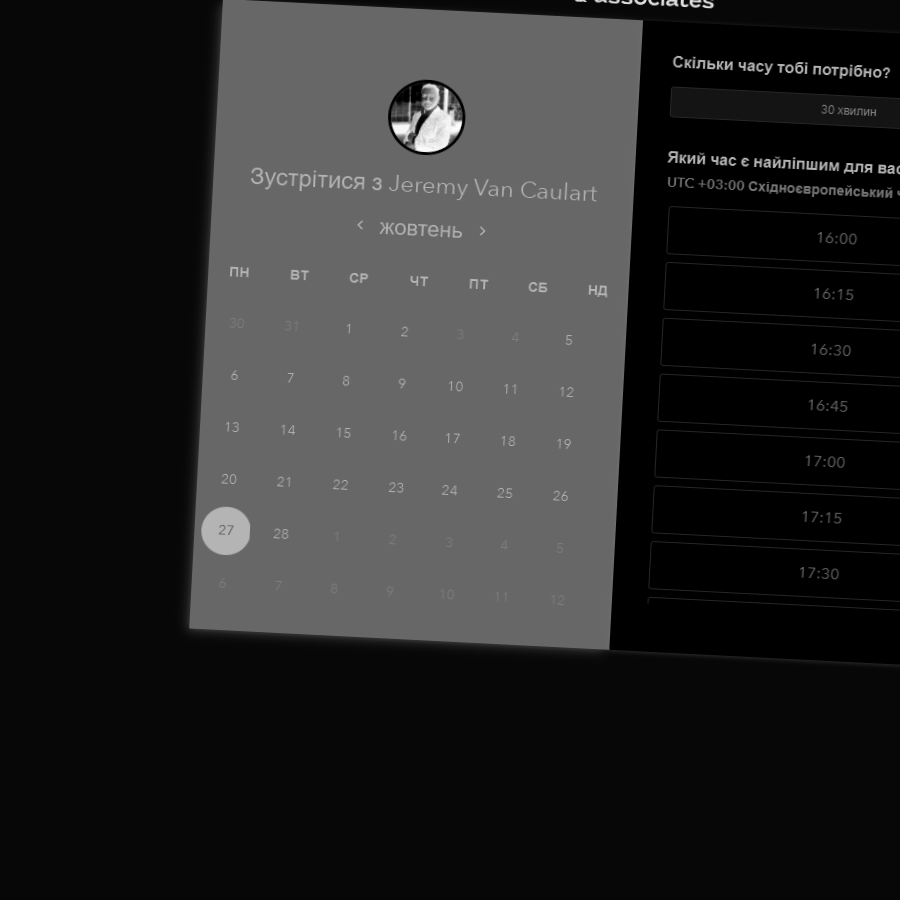 & associates
Зустрітися з Jeremy Van Caulart
‹ жовтень ›
ПН ВТ СР ЧТ ПТ СБ НД
30 31 1 2 3 4 5
6 7 8 9 10 11 12
13 14 15 16 17 18 19
20 21 22 23 24 25 26
27 28 1 2 3 4 5
6 7 8 9 10 11 12
Скільки часу тобі потрібно?
30 хвилин
Який час є найліпшим для вас
UTC +03:00 Східноєвропейський
16:00
16:15
16:30
16:45
17:00
17:15
17:30